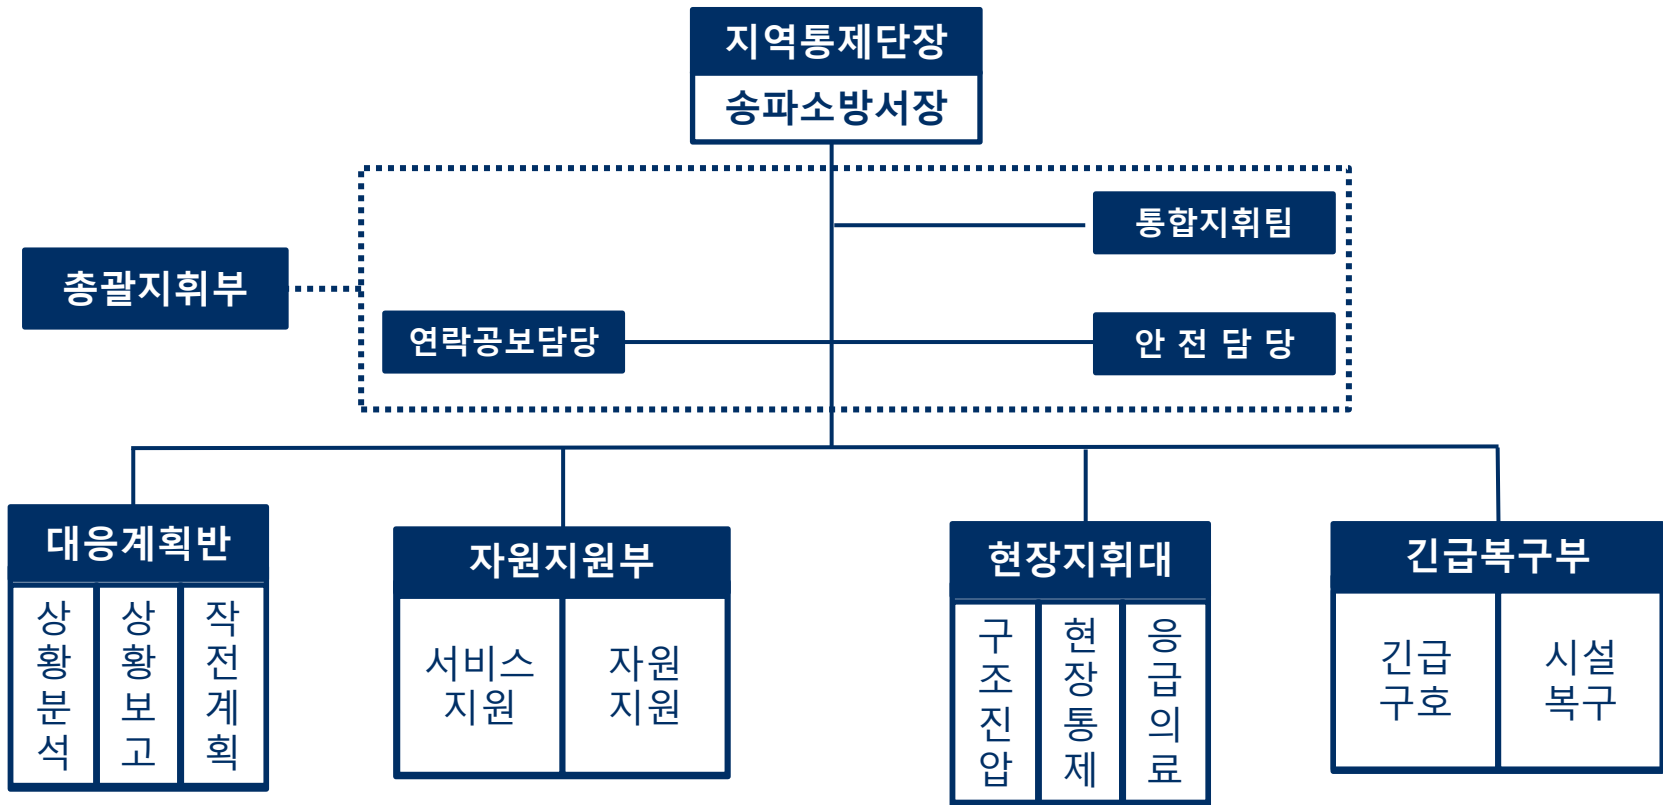 지역통제단장
송파소방서장
통합지휘팀
총괄지휘부
연락공보담당
안 전 담 당
대응계획반
상황분석
상황보고
작전계획
자원지원부
서비스
지원
자원
지원
현장지휘대
구조진압
현장통제
응급의료
긴급복구부
긴급
구호
시설
복구